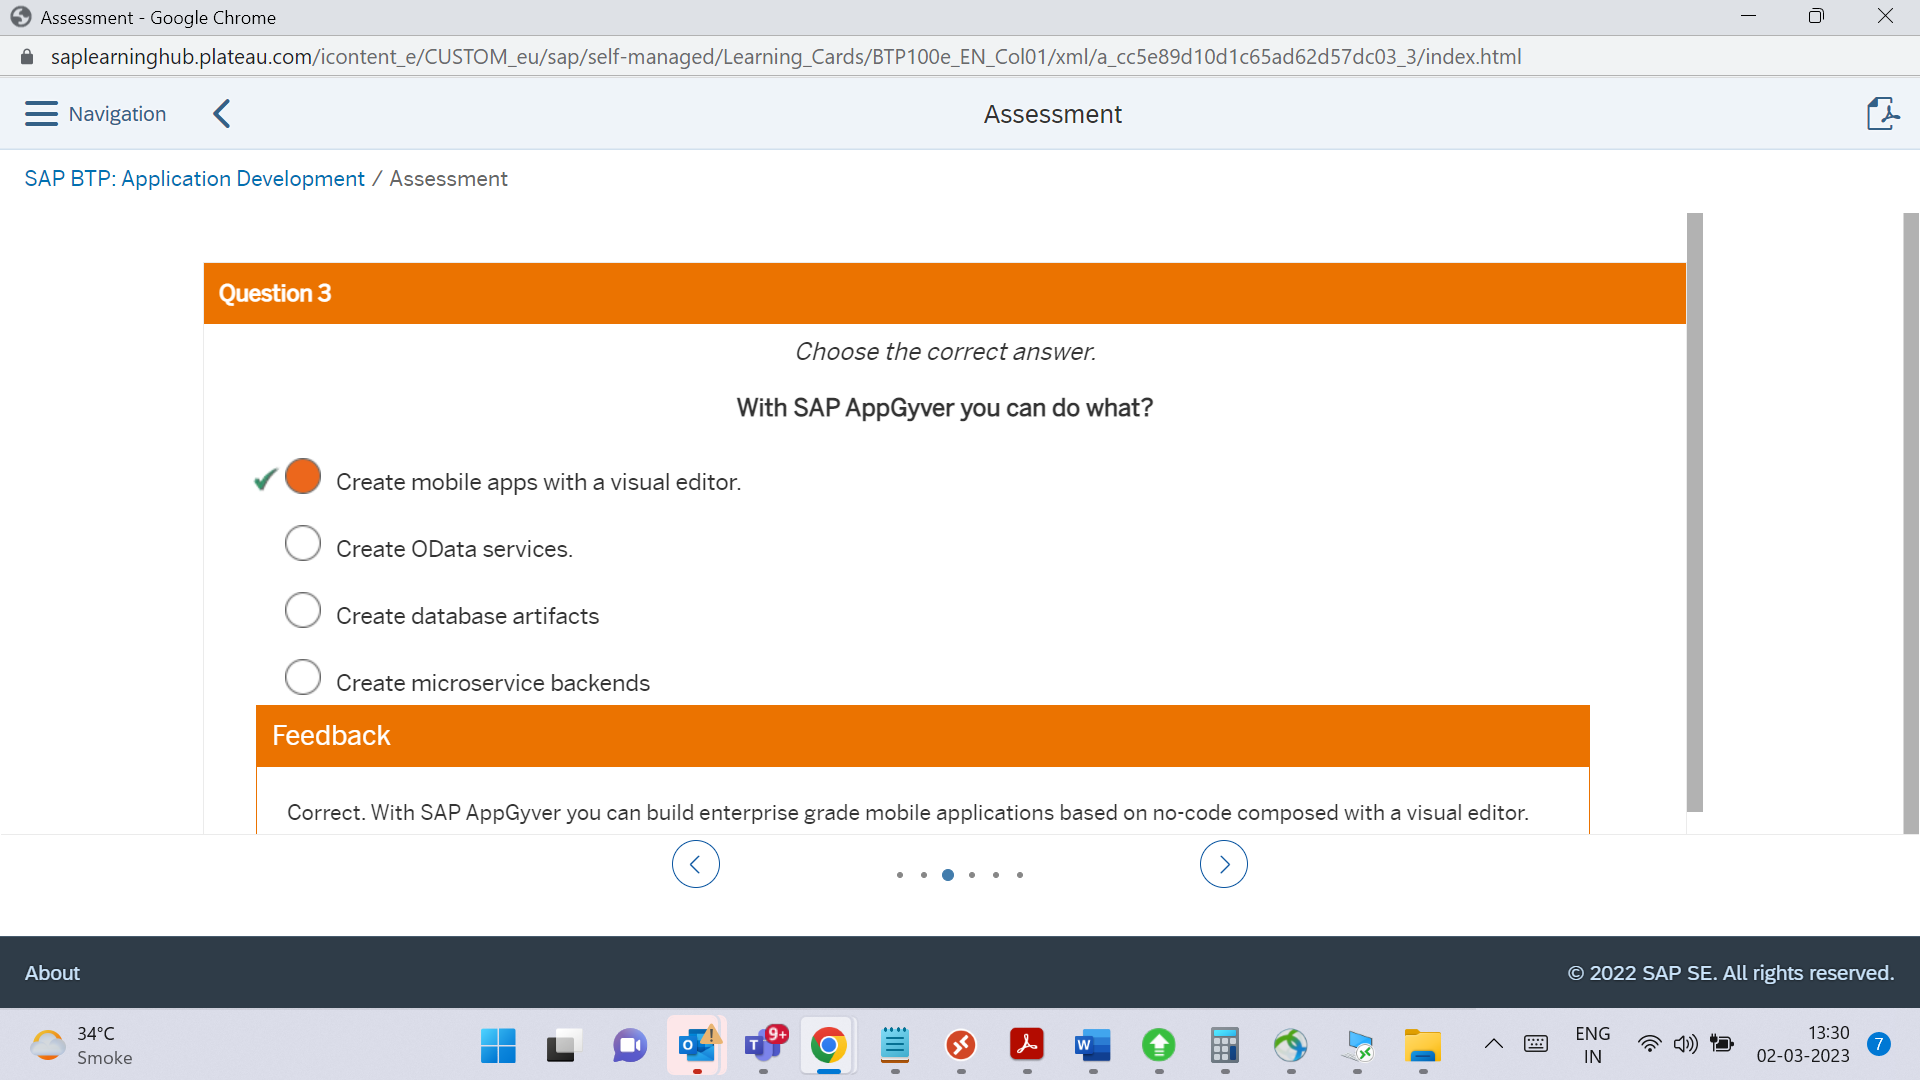 Assessment - Google Chrome
saplearninghub.plateau.com/icontent_e/CUSTOM_eu/sap/self-managed/Learning_Cards/BTP100e_EN_Col01/xml/a_cc5e89d10d1c65ad62d57dc03_3/index.html
Navigation
Assessment
SAP BTP: Application Development / Assessment
Question 3
Choose the correct answer.
With SAP AppGyver you can do what?
Create mobile apps with a visual editor.
Create OData services.
Create database artifacts
Create microservice backends
Feedback
Correct. With SAP AppGyver you can build enterprise grade mobile applications based on no-code composed with a visual editor.
About
© 2022 SAP SE. All rights reserved.
34°C
Smoke
9+
ENG
IN
13:30
02-03-2023
7